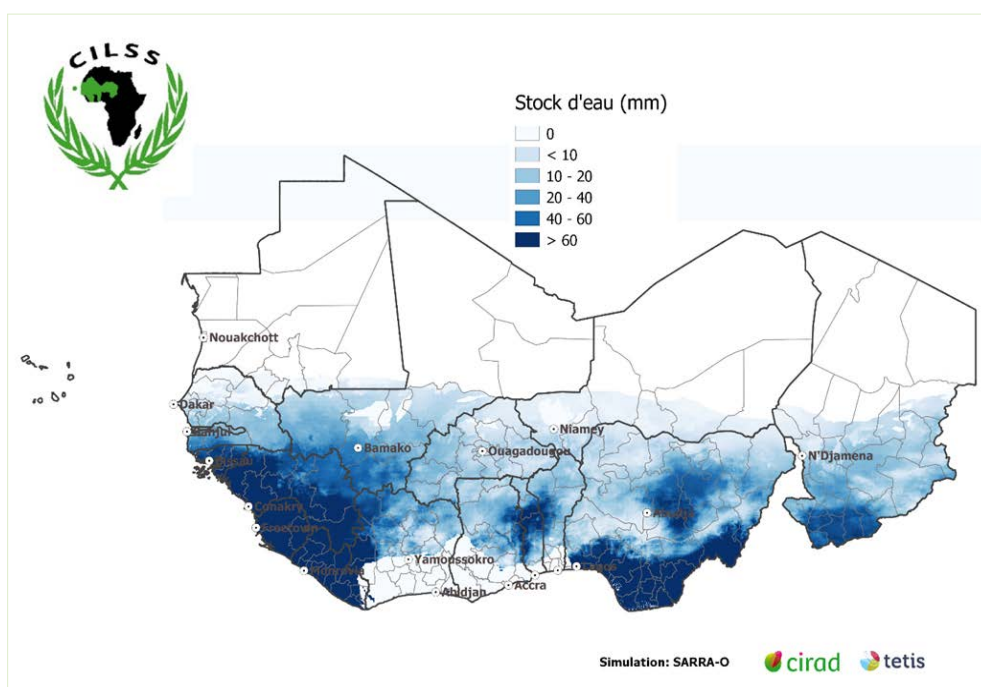 CILSS
Stock d'eau (mm)
0
< 10
10 - 20
20 - 40
40 - 60
> 60
Nouakchott
Dakar
Banjul
Niamey
Bamako
Ouagadougou
N'Djamena
Bissau
Conakry
Abuja
Freetown
Yamoussokro
Lagos
Monrovia
Accra
Abidjan
Simulation: SARRA-O
cirad
tetis